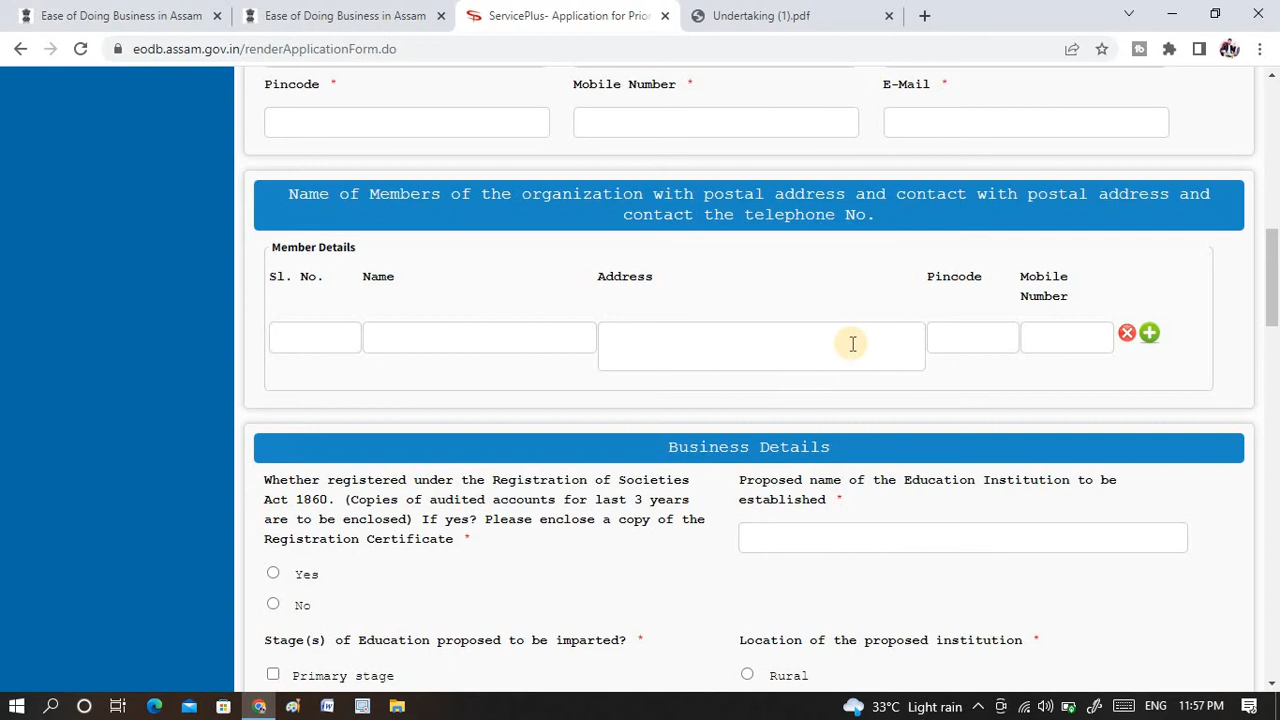 Ease of Doing Business in Assam
Ease of Doing Business in Assam
ServicePlus- Application for Prior
Undertaking (1).pdf
eodb.assam.gov.in/renderApplicationForm.do
Pincode * Mobile Number * E-Mail *
Name of Members of the organization with postal address and contact with postal address and
contact the telephone No.
Member Details
Sl. No. Name Address Pincode Mobile
Number
Business Details
Whether registered under the Registration of Societies
Act 1860. (Copies of audited accounts for last 3 years
are to be enclosed) If yes? Please enclose a copy of the
Registration Certificate *
Proposed name of the Education Institution to be
established *
Yes
No
Stage(s) of Education proposed to be imparted? *
Location of the proposed institution *
Primary stage
Rural
33°C Light rain
ENG
11:57 PM